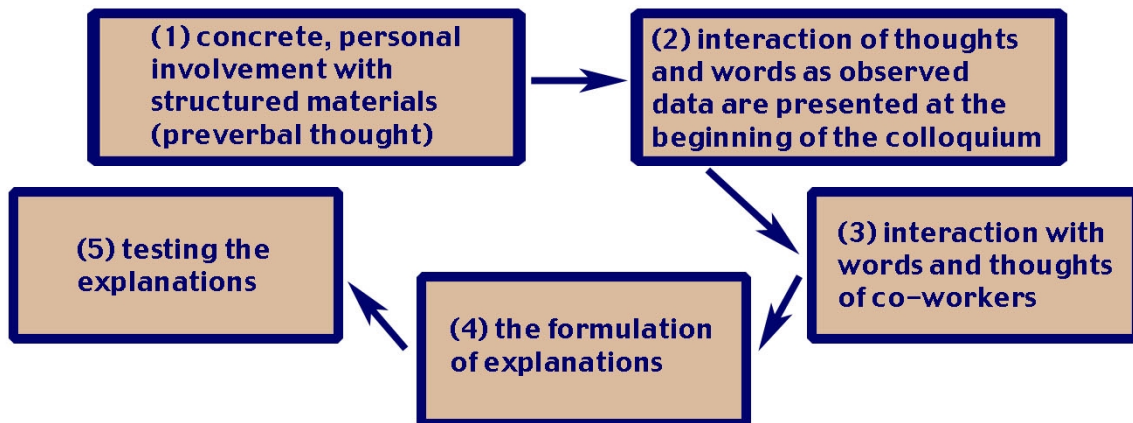 (1) concrete, personal
involvement with
structured materials
(preverbal thought)
(2) interaction of thoughts
and words as observed
data are presented at the
beginning of the colloquium
(3) interaction with
words and thoughts
of co-workers
(4) the formulation
of explanations
(5) testing the
explanations